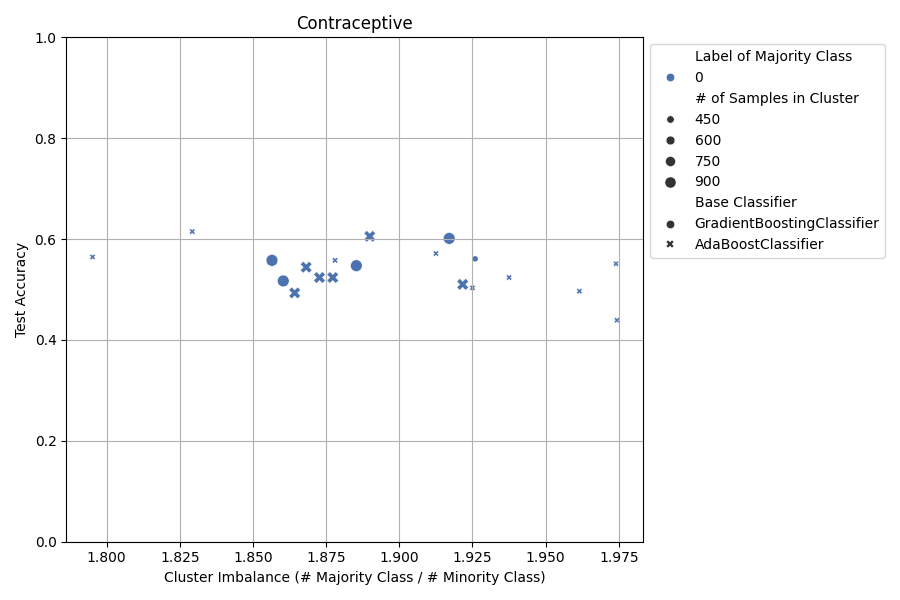 Contraceptive
Test Accuracy
1.0
0.8
0.6
0.4
0.2
0.0
1.800 1.825 1.850 1.875 1.900 1.925 1.950 1.975
Cluster Imbalance (# Majority Class / # Minority Class)
Label of Majority Class
0
# of Samples in Cluster
450
600
750
900
Base Classifier
GradientBoostingClassifier
AdaBoostClassifier